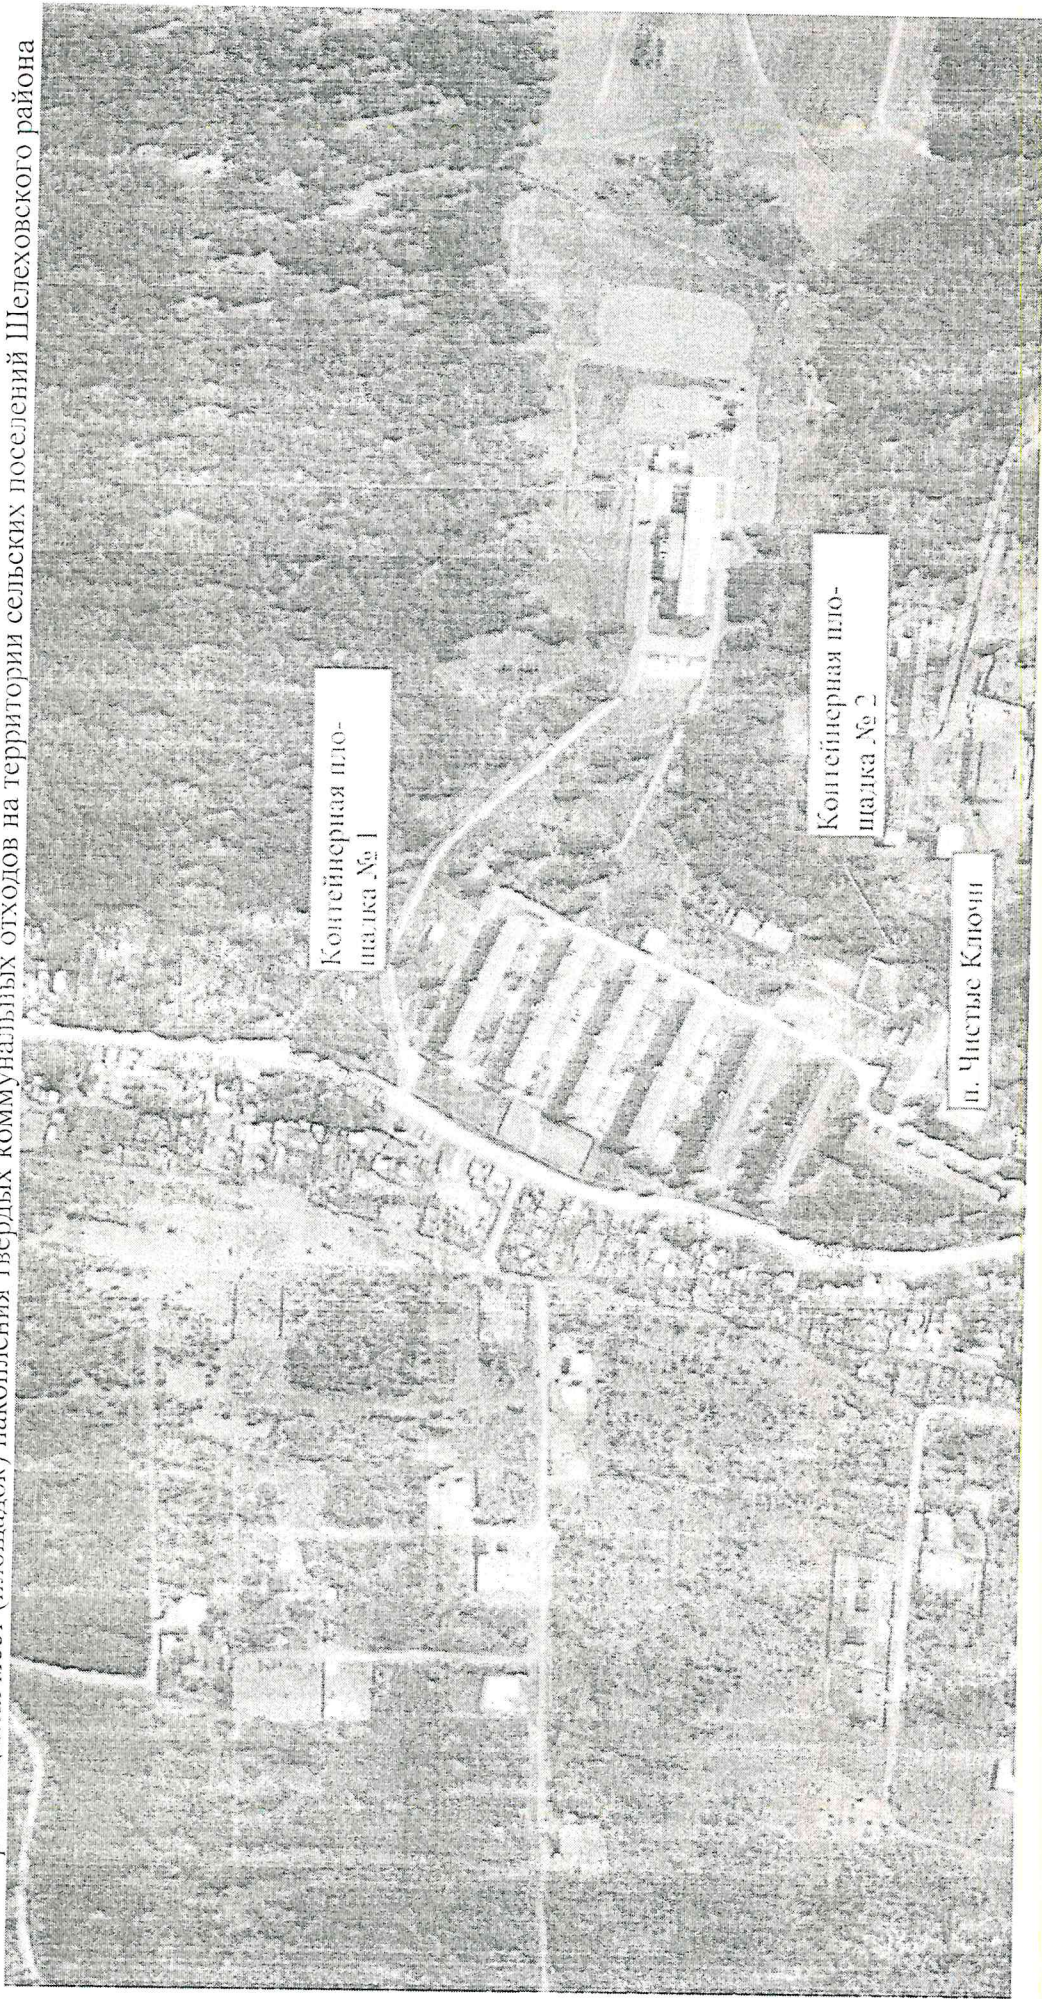 (площадок) накопления твердых коммунальных отходов на территории сельских поселений Шелеховского района
Контейнерная пло-
щадка № 1
Контейнерная пло-
щадка № 2
п. Чистые Ключи